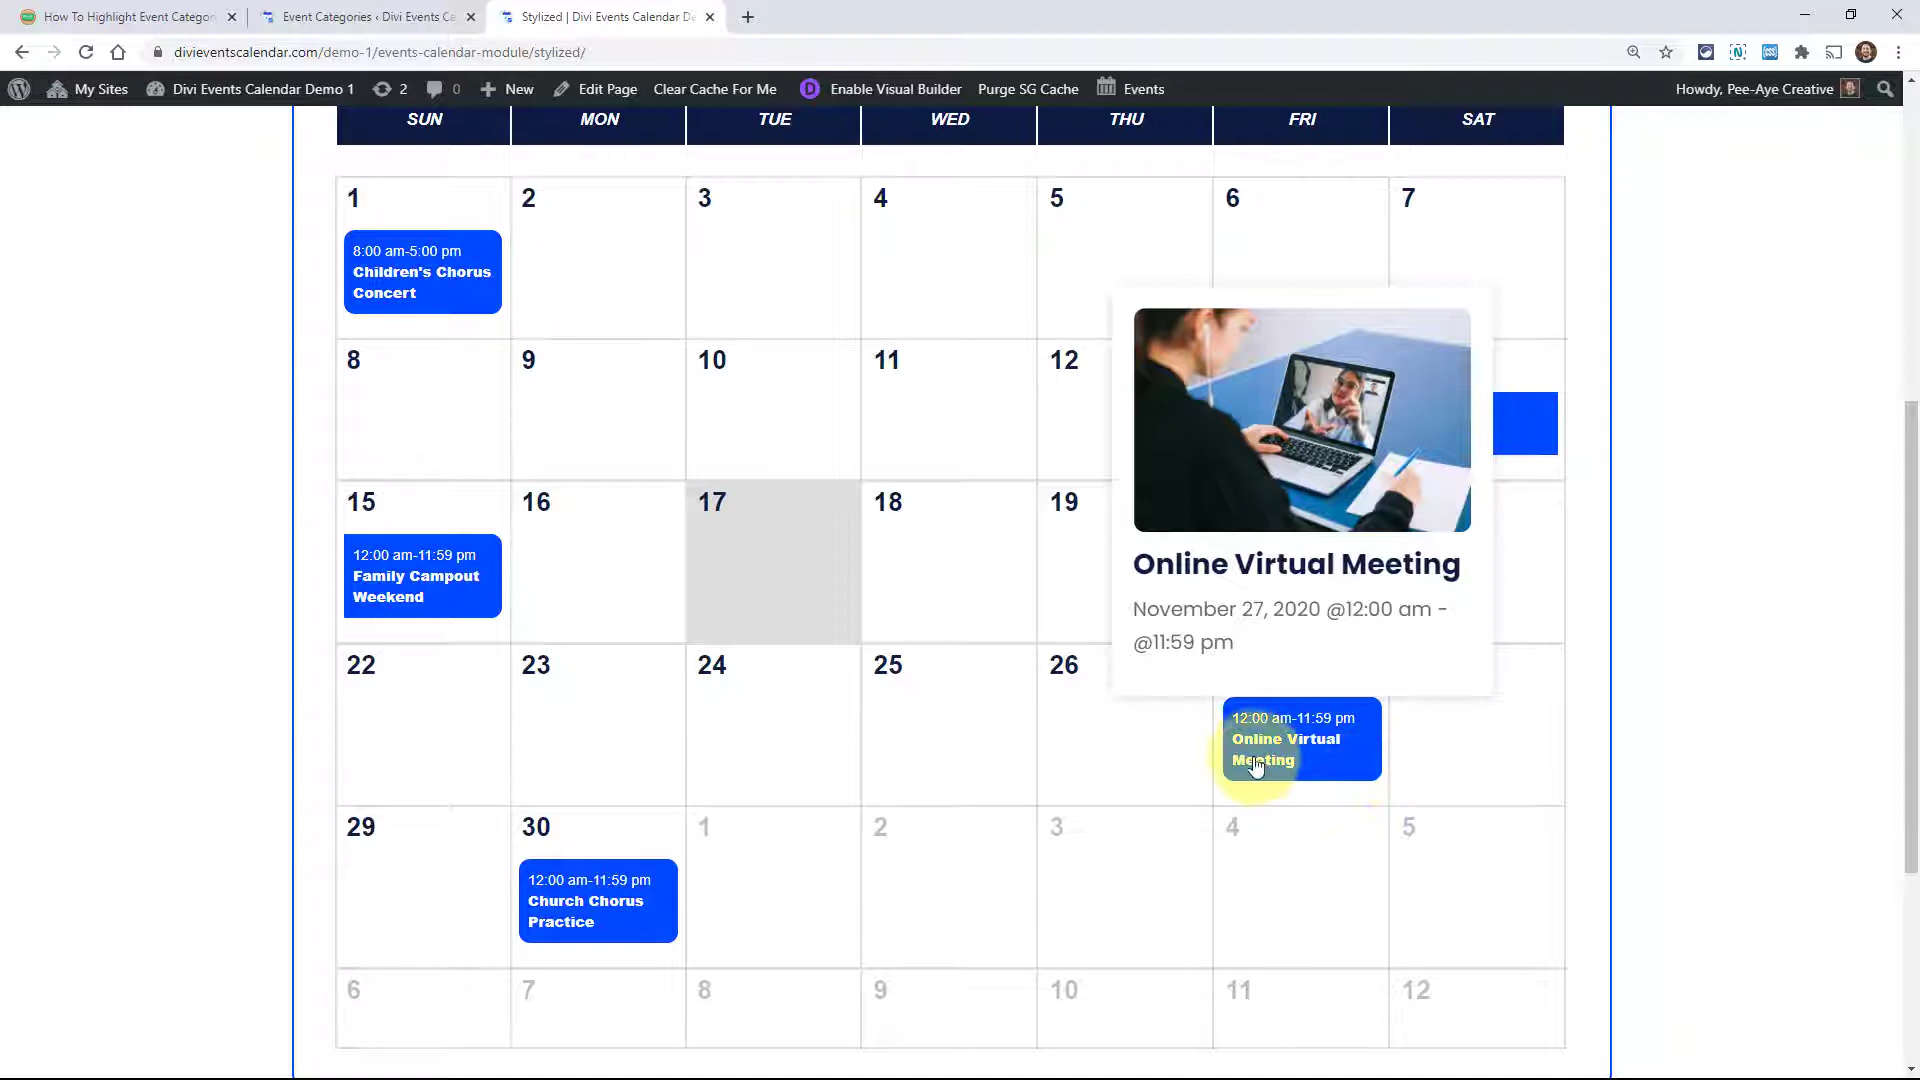 How To Highlight Event Categor
Event Categories ‹ Divi Events Ca
Stylized | Divi Events Calendar De
divieventscalendar.com/demo-1/events-calendar-module/stylized/
My Sites
Divi Events Calendar Demo 1
2
0
New
Edit Page
Clear Cache For Me
Enable Visual Builder
Purge SG Cache
Events
Howdy, Pee-Aye Creative
SUN MON TUE WED THU FRI SAT
1 2 3 4 5 6 7
8:00 am-5:00 pm
Children's Chorus
Concert
8 9 10 11 12
15 16 17 18 19
12:00 am-11:59 pm
Family Campout
Weekend
Online Virtual Meeting
November 27, 2020 @12:00 am -
@11:59 pm
22 23 24 25 26
12:00 am-11:59 pm
Online Virtual
Meeting
29 30 1 2 3 4 5
12:00 am-11:59 pm
Church Chorus
Practice
6 7 8 9 10 11 12